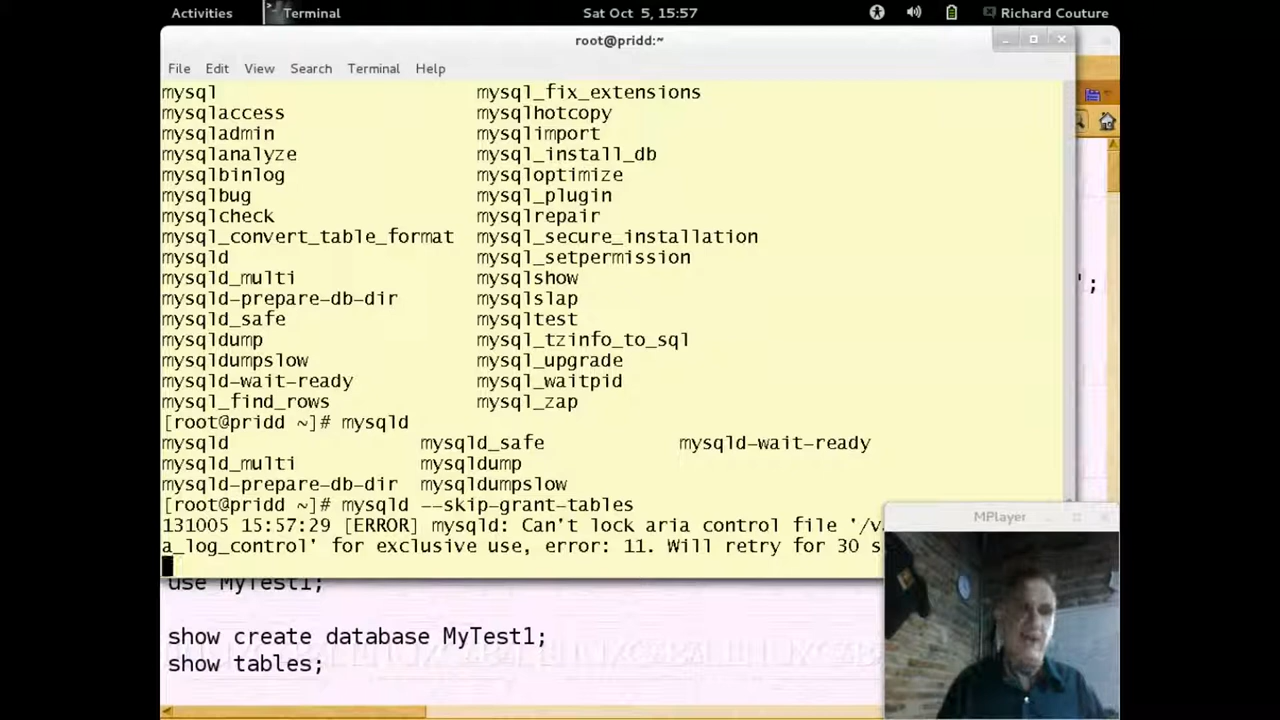 Activities Terminal Sat Oct 5, 15:57 Richard Couture
root@pridd:~
File Edit View Search Terminal Help
mysql mysql_fix_extensions
mysqlaccess mysqlhotcopy
mysqladmin mysqlimport
mysqlanalyze mysql_install_db
mysqlbinlog mysqloptimize
mysqlbug mysql_plugin
mysqlcheck mysqlrepair
mysql_convert_table_format mysql_secure_installation
mysqld mysql_setpermission
mysqld_multi mysqlshow
mysqld-prepare-db-dir mysqlslap
mysqld_safe mysqltest
mysqldump mysql_tzinfo_to_sql
mysqldumpslow mysql_upgrade
mysqld-wait-ready mysql_waitpid
mysql_find_rows mysql_zap
[root@pridd ~]# mysqld
mysqld mysqld_safe mysqld-wait-ready
mysqld_multi mysqldump
mysqld-prepare-db-dir mysqldumpslow
[root@pridd ~]# mysqld --skip-grant-tables
131005 15:57:29 [ERROR] mysqld: Can't lock aria control file '/v
a_log_control' for exclusive use, error: 11. Will retry for 30 s
';
MPlayer
use MyTest1;
show create database MyTest1;
show tables;